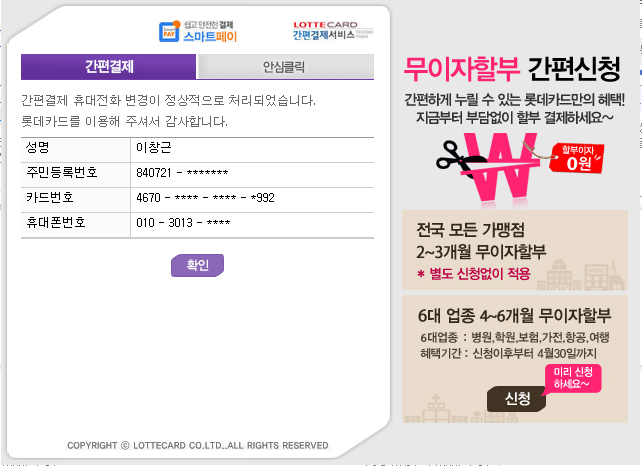 쉽고 안전한 결제
스마트페이
LOTTECARD
간편결제서비스
간편결제
안심클릭
간편결제 휴대전화 변경이 정상적으로 처리되었습니다.
롯데카드를 이용해 주셔서 감사합니다.
성명 이창근
주민등록번호 840721 - *******
카드번호 4670 - **** - **** - *992
휴대폰번호 010 - 3013 - ****
확인
COPYRIGHT ⓒ LOTTECARD CO.LTD.,ALL RIGHTS RESERVED
무이자할부 간편신청
간편하게 누릴 수 있는 롯데카드만의 혜택!
지금부터 부담없이 할부 결제하세요~
할부이자
0원
전국 모든 가맹점
2~3개월 무이자할부
* 별도 신청없이 적용
6대 업종 4~6개월 무이자할부
6대업종 : 병원,학원,보험,가전,항공,여행
혜택기간 : 신청이후부터 4월30일까지
미리 신청
하세요~
신청